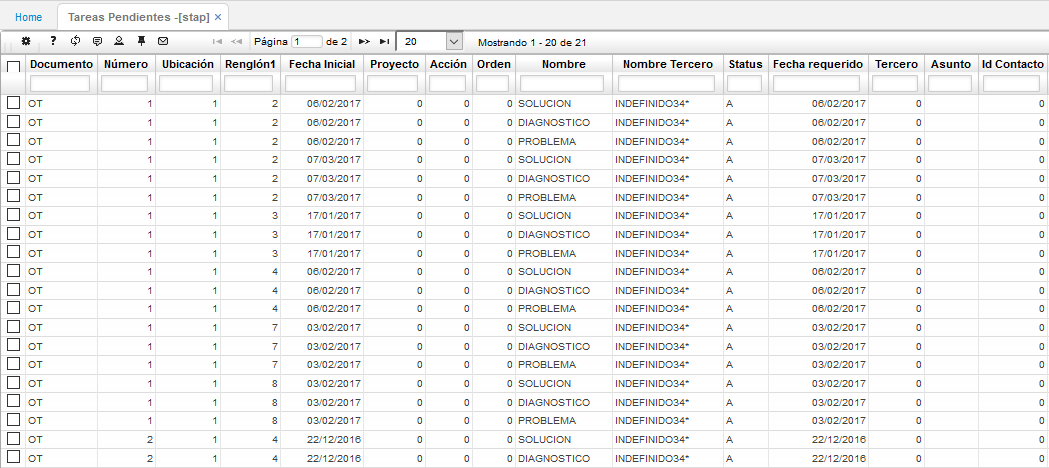 Home Tareas Pendientes -[stap] ×
? Página 1 de 2 20 Mostrando 1 - 20 de 21
Documento Número Ubicación Renglón1 Fecha Inicial Proyecto Acción Orden Nombre Nombre Tercero Status Fecha requerido Tercero Asunto Id Contacto
OT 1 1 2 06/02/2017 0 0 0 SOLUCION INDEFINIDO34* A 06/02/2017 0 0
OT 1 1 2 06/02/2017 0 0 0 DIAGNOSTICO INDEFINIDO34* A 06/02/2017 0 0
OT 1 1 2 06/02/2017 0 0 0 PROBLEMA INDEFINIDO34* A 06/02/2017 0 0
OT 1 1 2 07/03/2017 0 0 0 SOLUCION INDEFINIDO34* A 07/03/2017 0 0
OT 1 1 2 07/03/2017 0 0 0 DIAGNOSTICO INDEFINIDO34* A 07/03/2017 0 0
OT 1 1 2 07/03/2017 0 0 0 PROBLEMA INDEFINIDO34* A 07/03/2017 0 0
OT 1 1 3 17/01/2017 0 0 0 SOLUCION INDEFINIDO34* A 17/01/2017 0 0
OT 1 1 3 17/01/2017 0 0 0 DIAGNOSTICO INDEFINIDO34* A 17/01/2017 0 0
OT 1 1 3 17/01/2017 0 0 0 PROBLEMA INDEFINIDO34* A 17/01/2017 0 0
OT 1 1 4 06/02/2017 0 0 0 SOLUCION INDEFINIDO34* A 06/02/2017 0 0
OT 1 1 4 06/02/2017 0 0 0 DIAGNOSTICO INDEFINIDO34* A 06/02/2017 0 0
OT 1 1 4 06/02/2017 0 0 0 PROBLEMA INDEFINIDO34* A 06/02/2017 0 0
OT 1 1 7 03/02/2017 0 0 0 SOLUCION INDEFINIDO34* A 03/02/2017 0 0
OT 1 1 7 03/02/2017 0 0 0 DIAGNOSTICO INDEFINIDO34* A 03/02/2017 0 0
OT 1 1 7 03/02/2017 0 0 0 PROBLEMA INDEFINIDO34* A 03/02/2017 0 0
OT 1 1 8 03/02/2017 0 0 0 SOLUCION INDEFINIDO34* A 03/02/2017 0 0
OT 1 1 8 03/02/2017 0 0 0 DIAGNOSTICO INDEFINIDO34* A 03/02/2017 0 0
OT 1 1 8 03/02/2017 0 0 0 PROBLEMA INDEFINIDO34* A 03/02/2017 0 0
OT 2 1 4 22/12/2016 0 0 0 SOLUCION INDEFINIDO34* A 22/12/2016 0 0
OT 2 1 4 22/12/2016 0 0 0 DIAGNOSTICO INDEFINIDO34* A 22/12/2016 0 0